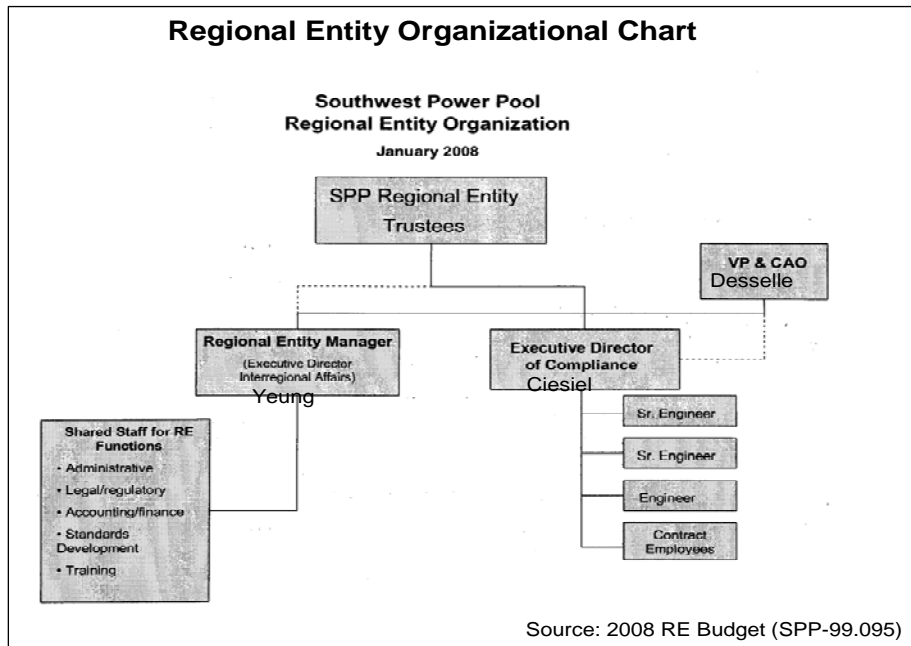 Regional Entity Organizational Chart
Southwest Power Pool
Regional Entity Organization
January 2008
SPP Regional Entity
Trustees
VP & CAO
Desselle
Regional Entity Manager
(Executive Director
Interregional Affairs)
Yeung
Executive Director
of Compliance
Ciesiel
Shared Staff for RE
Functions
• Administrative
• Legal/regulatory
• Accounting/finance
• Standards
Development
• Training
Sr. Engineer
Sr. Engineer
Engineer
Contract
Employees
Source: 2008 RE Budget (SPP-99.095)